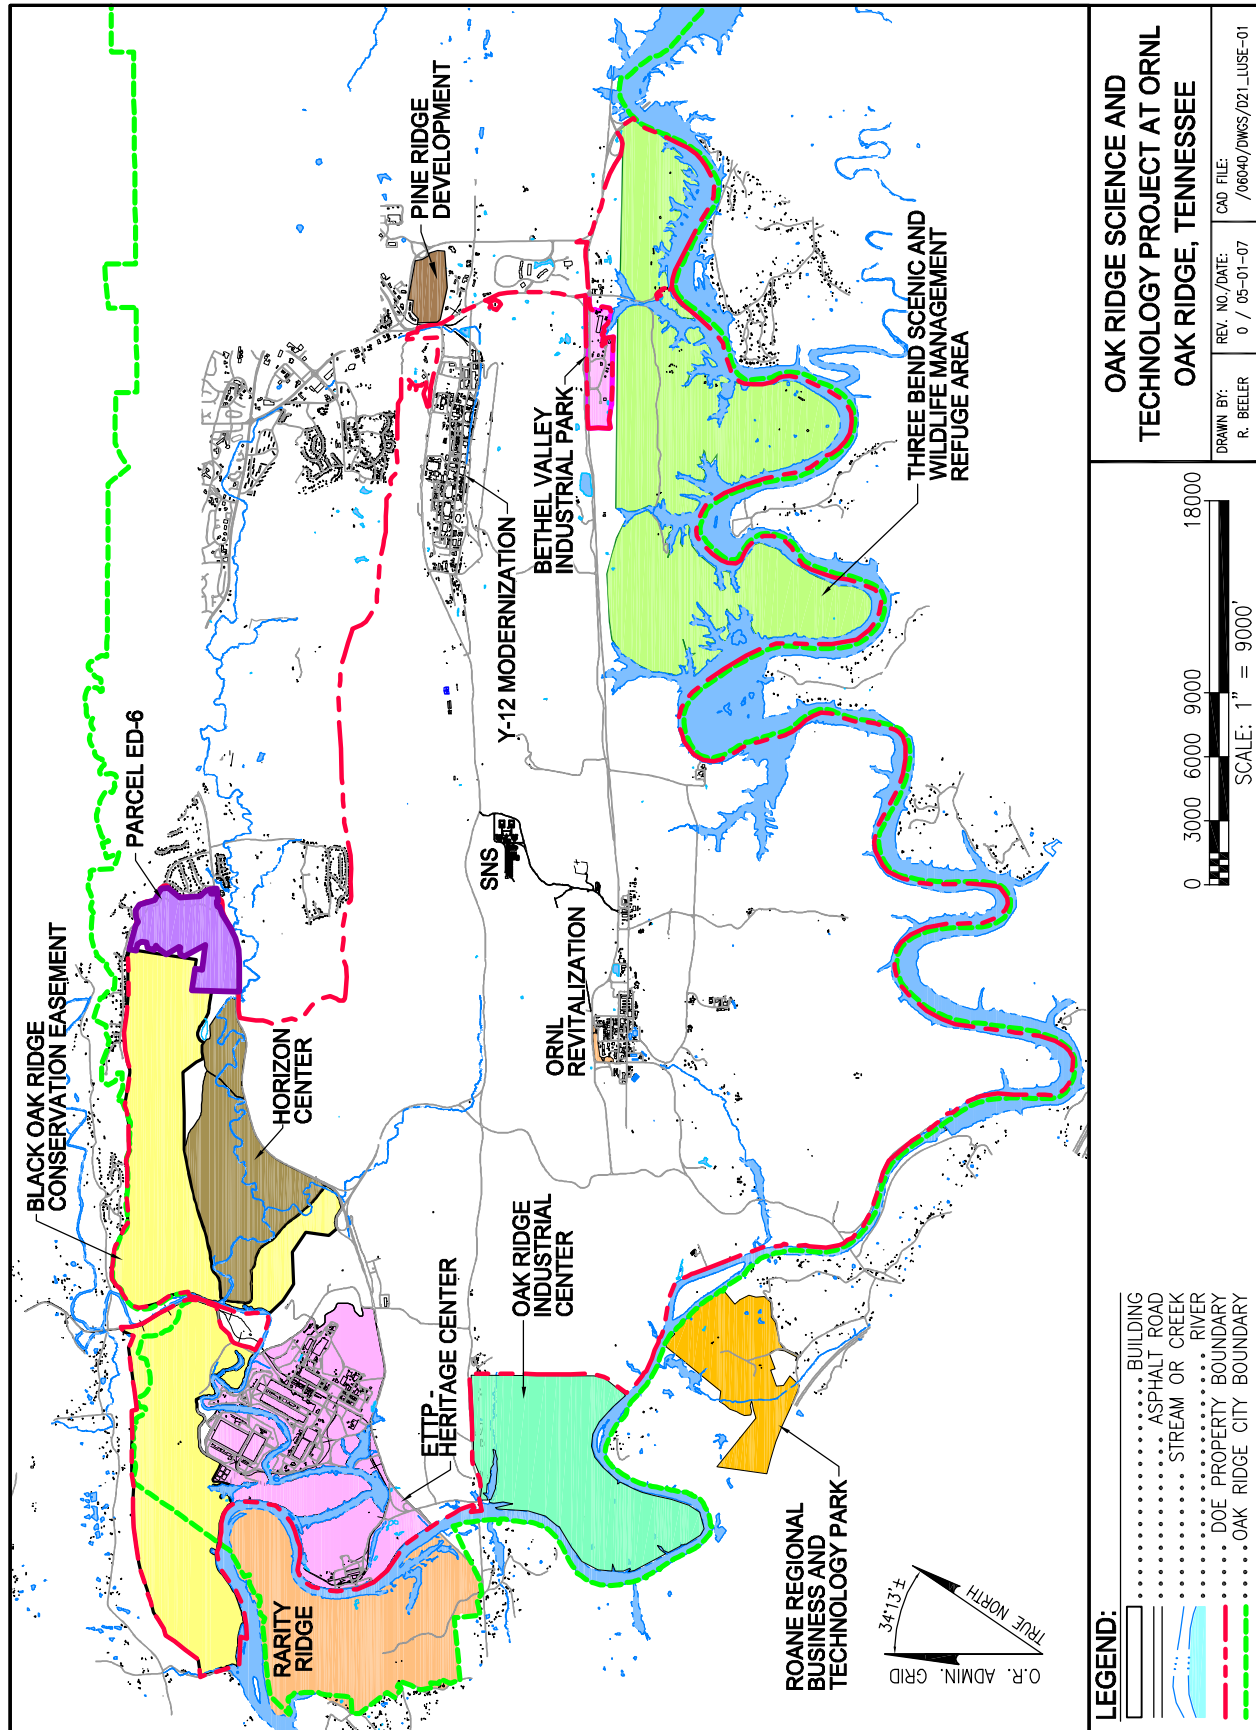 BLACK OAK RIDGE
CONSERVATION EASEMENT
PARCEL ED-6
PINE RIDGE
DEVELOPMENT
HORIZON
CENTER
RARITY
RIDGE
ETTP -
HERITAGE CENTER
OAK RIDGE
INDUSTRIAL
CENTER
ORNL
REVITALIZATION
SNS
Y-12 MODERNIZATION
BETHEL VALLEY
INDUSTRIAL PARK
THREE BEND SCENIC AND
WILDLIFE MANAGEMENT
REFUGE AREA
ROANE REGIONAL
BUSINESS AND
TECHNOLOGY PARK
34°13'±
O.R. ADMIN. GRID
TRUE NORTH
LEGEND:
BUILDING
ASPHALT ROAD
STREAM OR CREEK
RIVER
DOE PROPERTY BOUNDARY
OAK RIDGE CITY BOUNDARY
0 3000 6000 9000 18000
SCALE: 1" = 9000'
OAK RIDGE SCIENCE AND
TECHNOLOGY PROJECT AT ORNL
OAK RIDGE, TENNESSEE
DRAWN BY:
R. BEELER
REV. NO./DATE:
0 / 05-01-07
CAD FILE:
/06040/DWGS/D21_LUSE-01